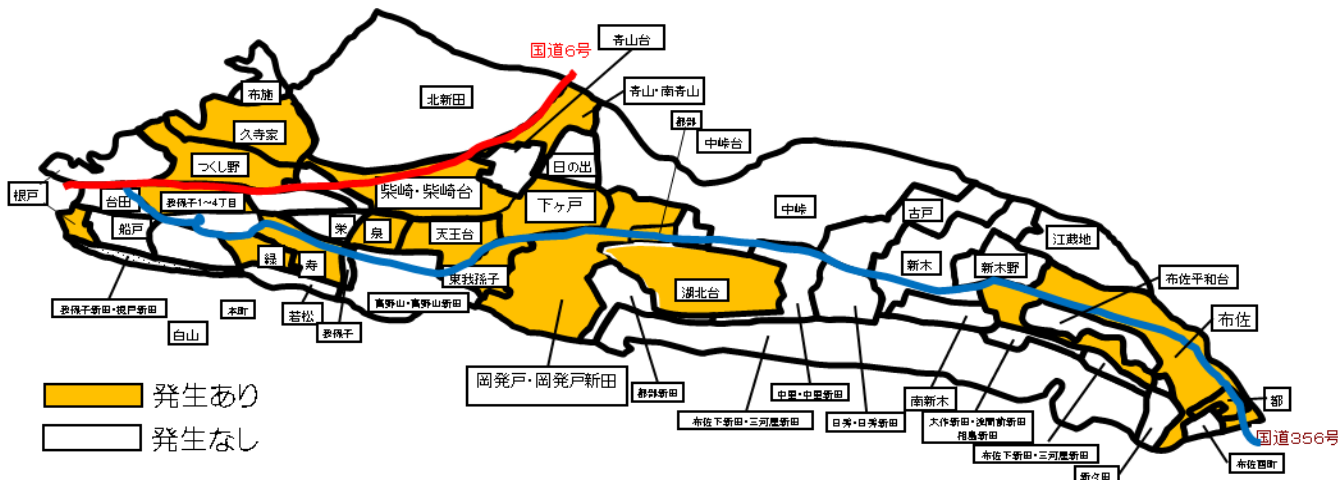 国道6号
青山台
布施
北新田
青山・南青山
都部
久寺家
中峠台
つくし野
日の出
根戸
台田
我孫子1~4丁目
柴崎・柴崎台
下ヶ戸
中峠
古戸
船戸
栄
泉
天王台
江蔵地
緑
寿
東我孫子
新木
新木野
布佐平和台
湖北台
我孫子新田・根戸新田
白山
本町
若松
我孫子
高野山・高野山新田
布佐
岡発戸・岡発戸新田
都部新田
布佐下新田・三河屋新田
中里・中里新田
日秀・日秀新田
南新木
大作新田・浅間前新田
相島新田
布佐下新田・三河屋新田
新々田
都
布佐酉町
国道356号
発生あり
発生なし